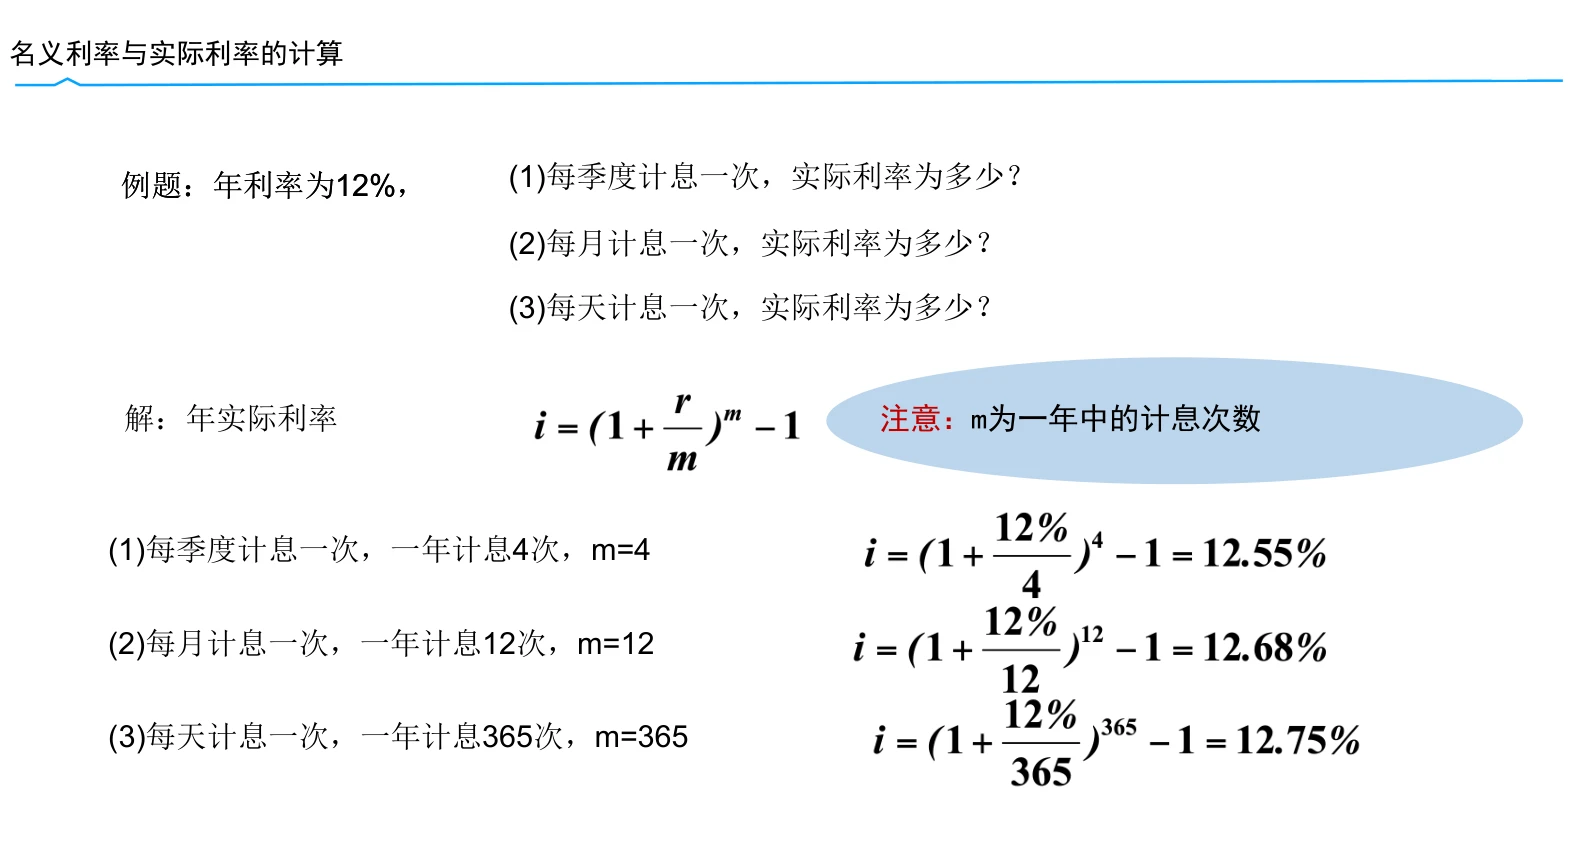 名义利率与实际利率的计算
例题：年利率为12%，
(1)每季度计息一次，实际利率为多少？
(2)每月计息一次，实际利率为多少？
(3)每天计息一次，实际利率为多少？
解：年实际利率
i = (1 + r/m)^m − 1
注意：m为一年中的计息次数
(1)每季度计息一次，一年计息4次，m=4
i = (1 + 12%/4)^4 − 1 = 12.55%
(2)每月计息一次，一年计息12次，m=12
i = (1 + 12%/12)^12 − 1 = 12.68%
(3)每天计息一次，一年计息365次，m=365
i = (1 + 12%/365)^365 − 1 = 12.75%